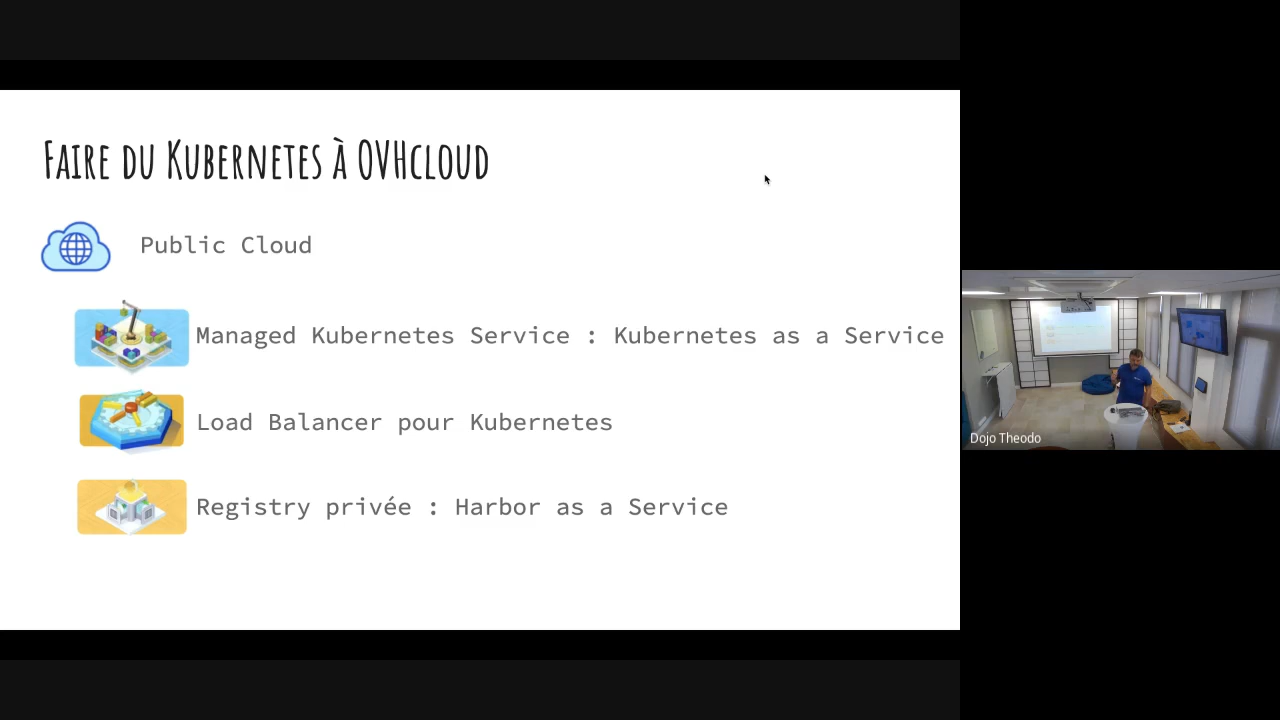 Faire du Kubernetes à OVHcloud
Public Cloud
Managed Kubernetes Service : Kubernetes as a Service
Load Balancer pour Kubernetes
Registry privée : Harbor as a Service
Dojo Theodo